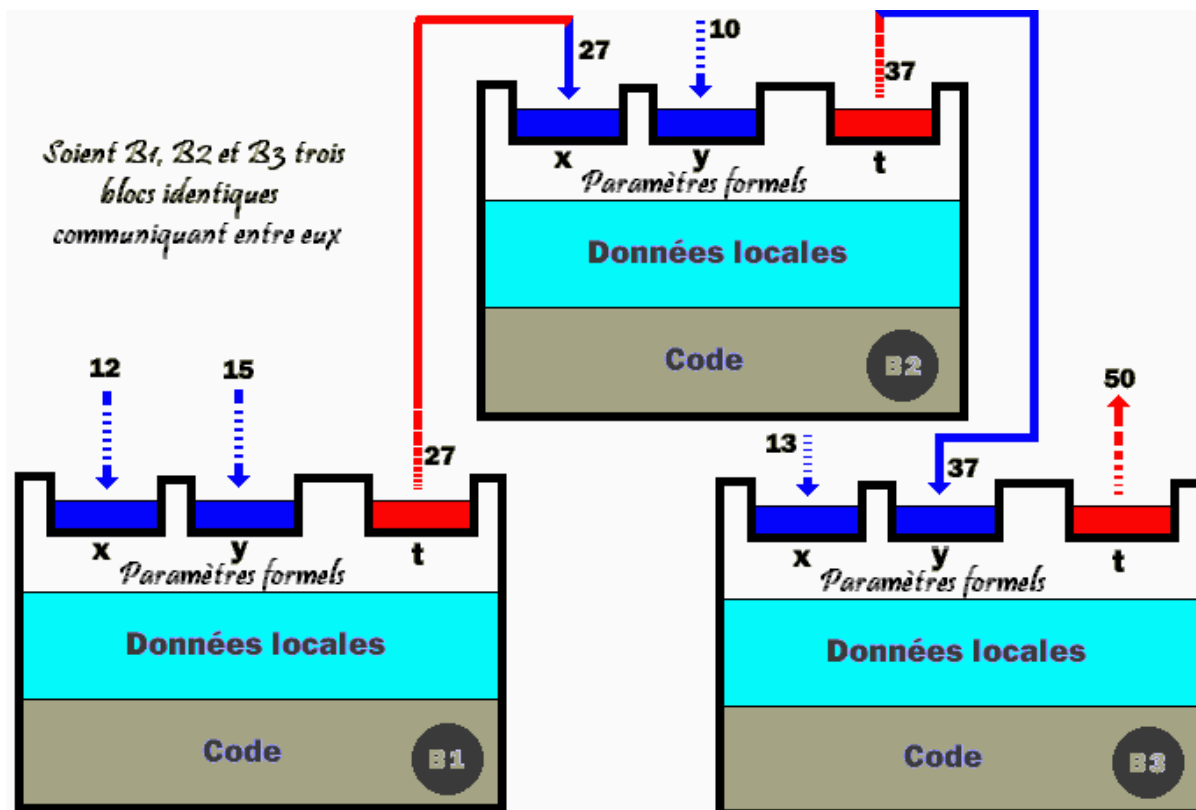 Soient B1, B2 et B3 trois
blocs identiques
communiquant entre eux
27
10
37
x
y
t
Paramètres formels
Données locales
Code
B2
12
15
27
x
y
t
Paramètres formels
Données locales
Code
B1
13
37
50
x
y
t
Paramètres formels
Données locales
Code
B3